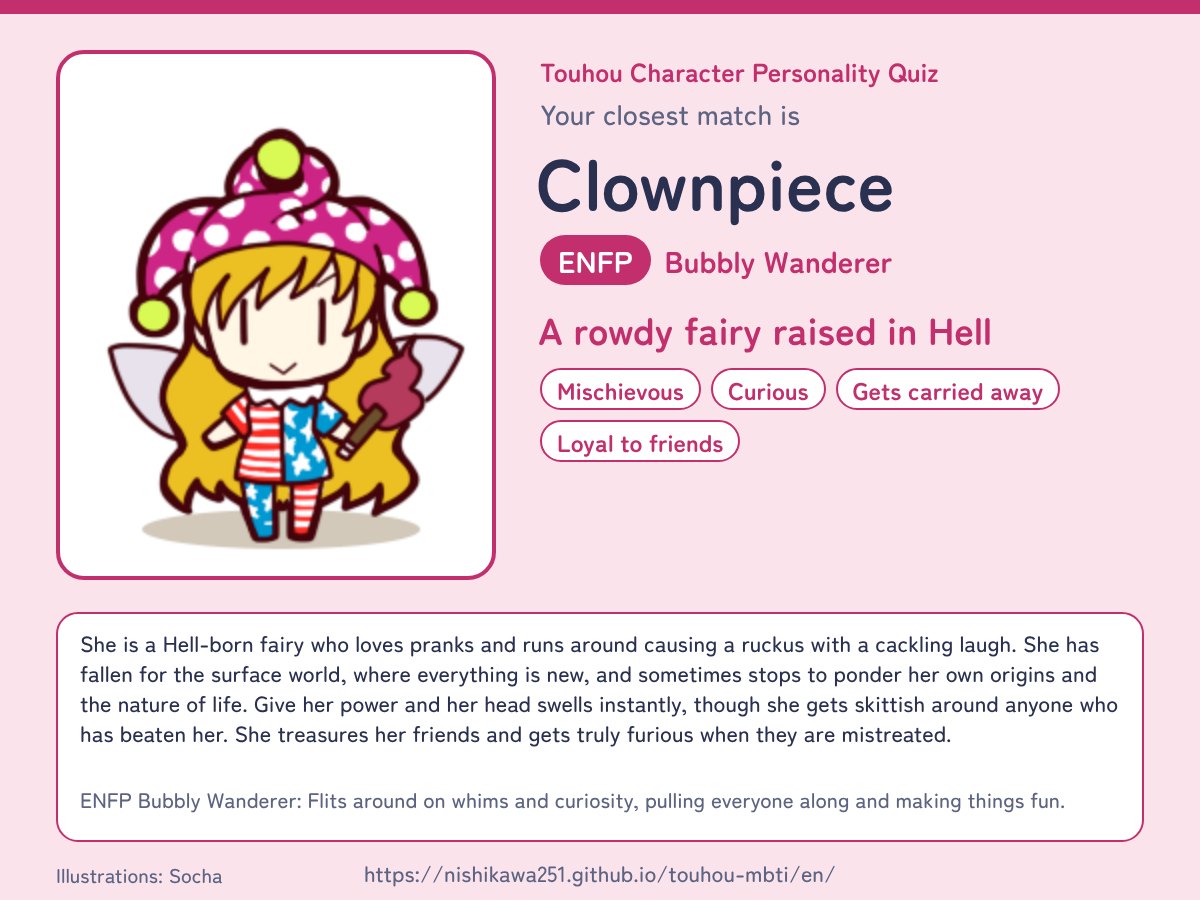 Touhou Character Personality Quiz
Your closest match is
Clownpiece
ENFP Bubbly Wanderer
A rowdy fairy raised in Hell
Mischievous Curious Gets carried away
Loyal to friends
She is a Hell-born fairy who loves pranks and runs around causing a ruckus with a cackling laugh. She has
fallen for the surface world, where everything is new, and sometimes stops to ponder her own origins and
the nature of life. Give her power and her head swells instantly, though she gets skittish around anyone who
has beaten her. She treasures her friends and gets truly furious when they are mistreated.
ENFP Bubbly Wanderer: Flits around on whims and curiosity, pulling everyone along and making things fun.
Illustrations: Socha
https://nishikawa251.github.io/touhou-mbti/en/